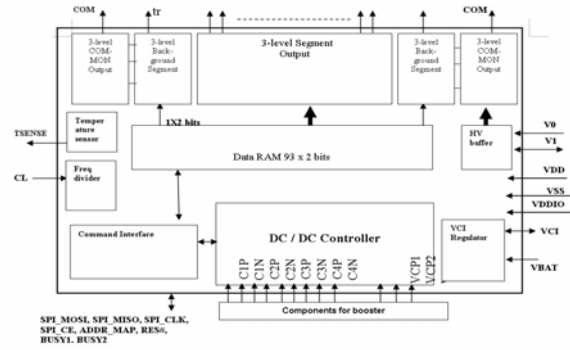 COM
tr
COM
3-level COM-MON Output
3-level Back-ground Segment
3-level Segment Output
3-level Back-ground Segment
3-level COM-MON Output
1X2 bits
Temper ature sensor
TSENSE
Data RAM 93 x 2 bits
HV buffer
V0
V1
CL
Freq divider
VDD
VSS
VDDIO
Command Interface
DC / DC Controller
C1P
C1N
C2P
C2N
C3P
C3N
C4P
C4N
VCP1
VCP2
VCI Regulator
VCI
VBAT
Components for booster
SPI_MOSI, SPI_MISO, SPI_CLK,
SPI_CE, ADDR_MAP, RES#,
BUSY1, BUSY2